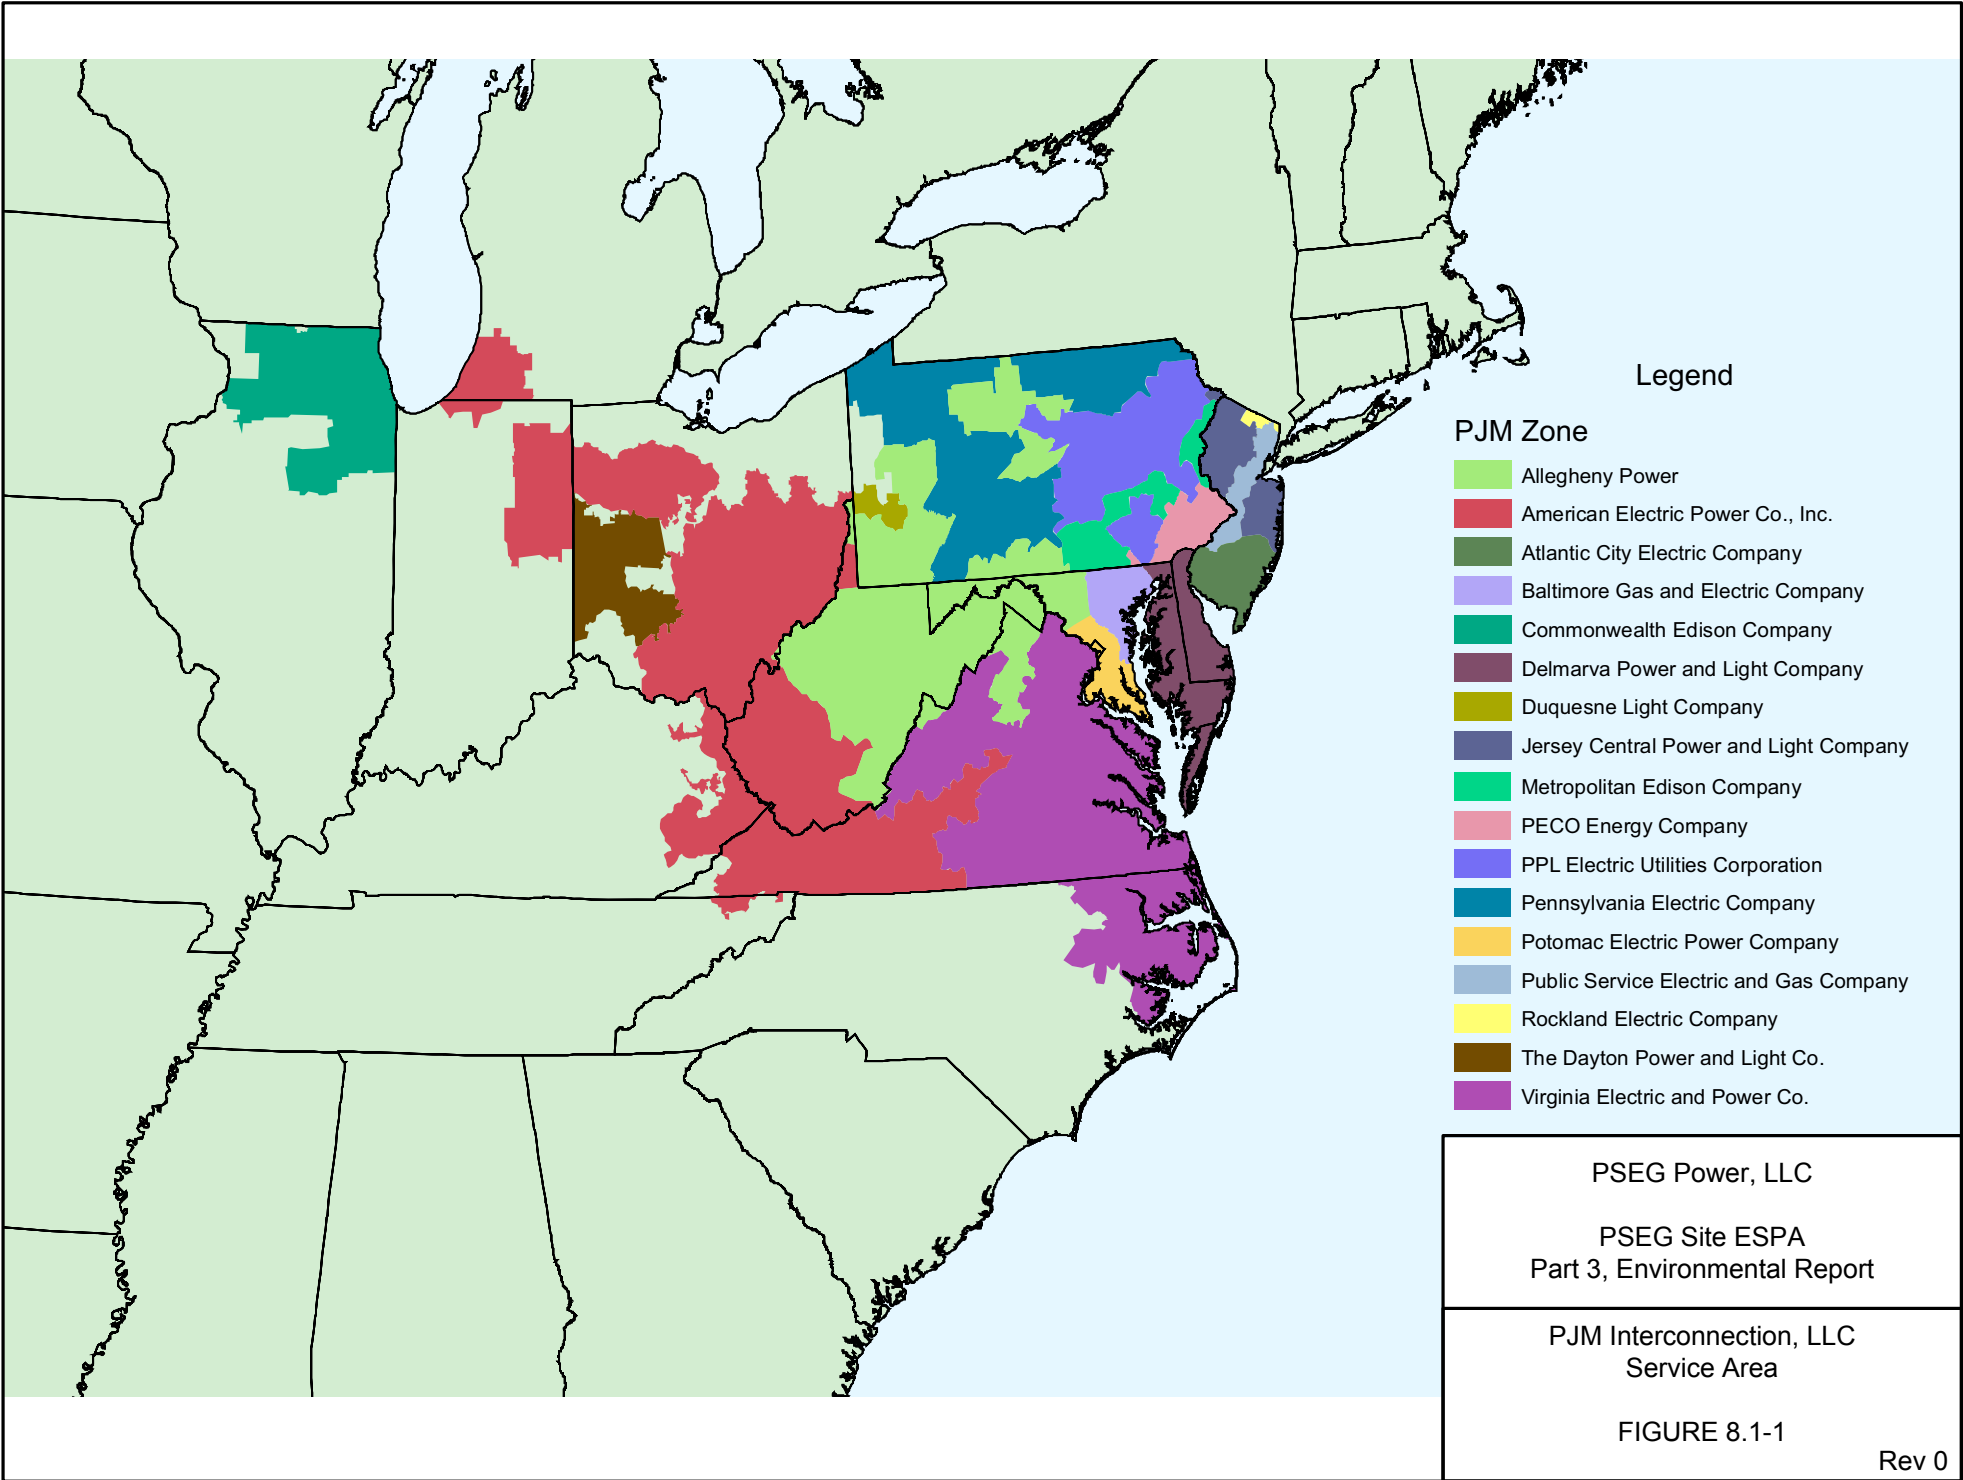 Legend
PJM Zone
Allegheny Power
American Electric Power Co., Inc.
Atlantic City Electric Company
Baltimore Gas and Electric Company
Commonwealth Edison Company
Delmarva Power and Light Company
Duquesne Light Company
Jersey Central Power and Light Company
Metropolitan Edison Company
PECO Energy Company
PPL Electric Utilities Corporation
Pennsylvania Electric Company
Potomac Electric Power Company
Public Service Electric and Gas Company
Rockland Electric Company
The Dayton Power and Light Co.
Virginia Electric and Power Co.
PSEG Power, LLC
PSEG Site ESPA
Part 3, Environmental Report
PJM Interconnection, LLC
Service Area
FIGURE 8.1-1
Rev 0